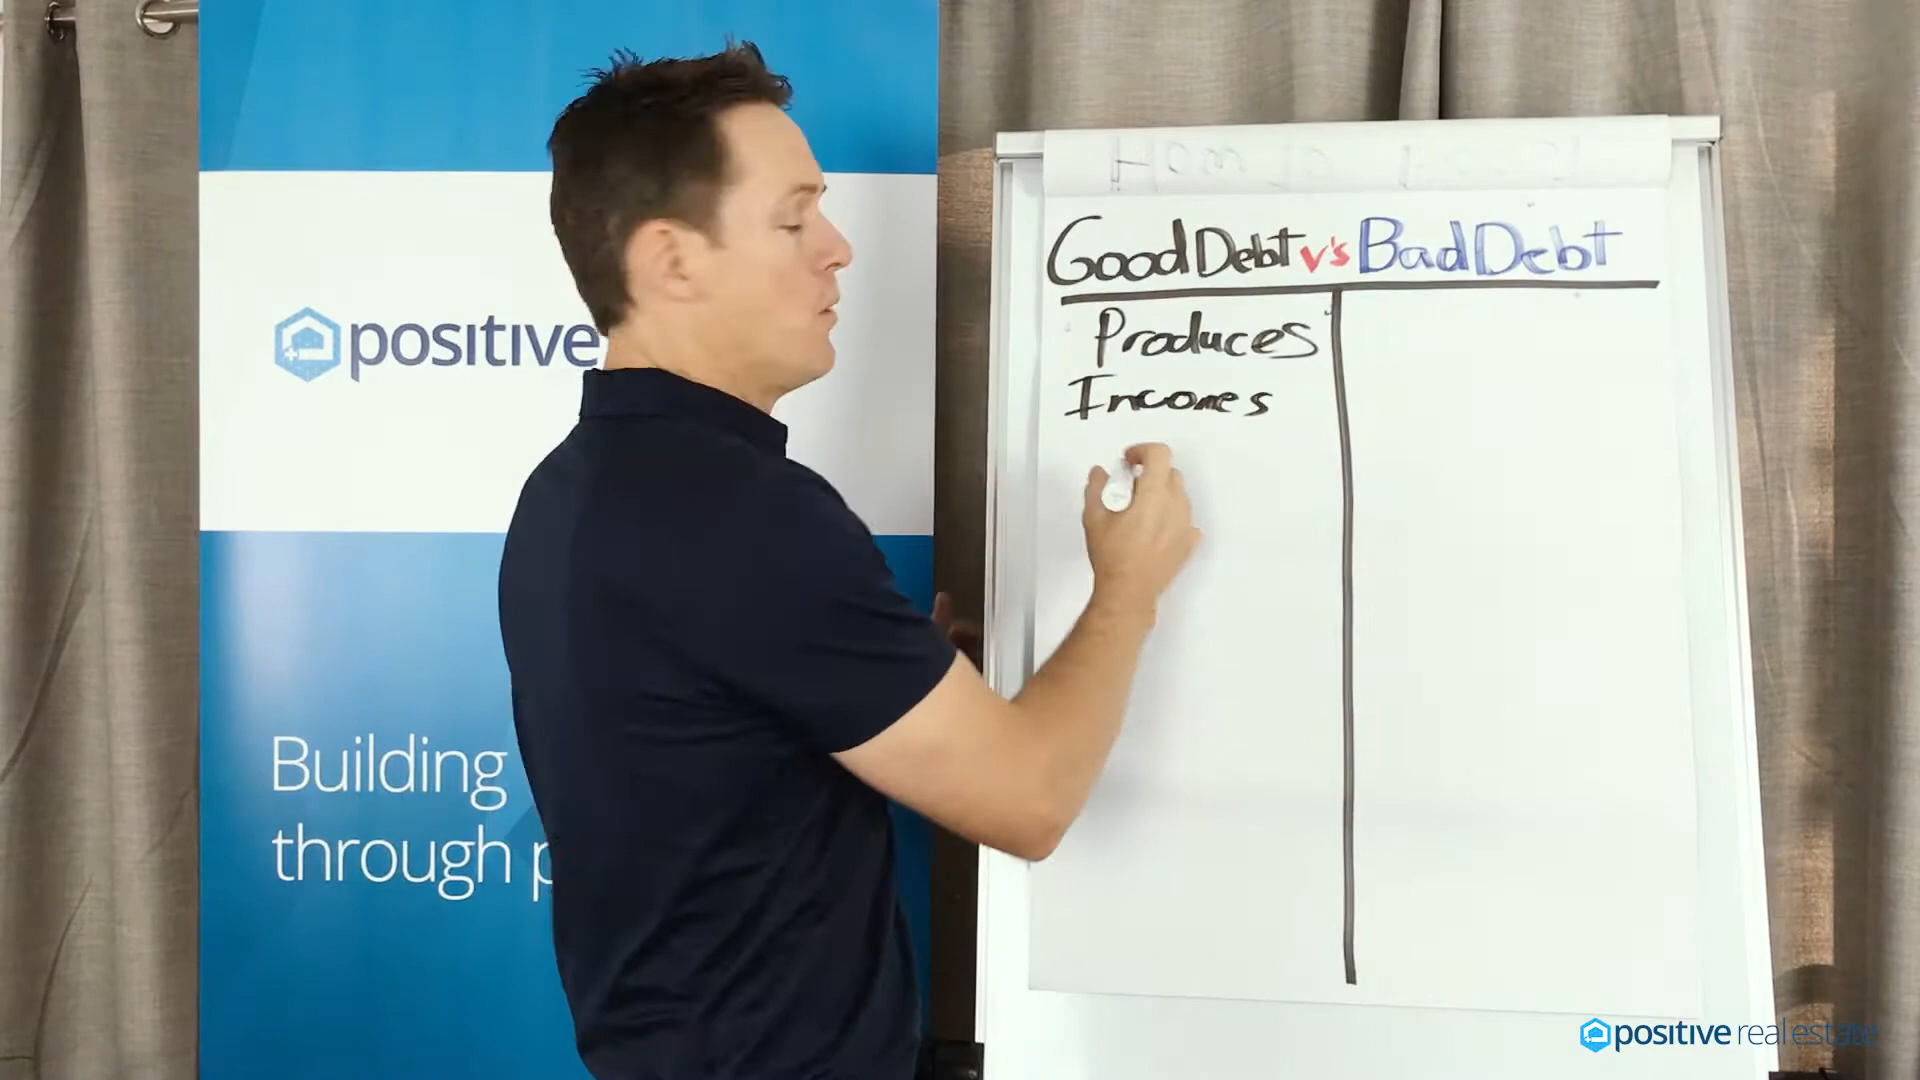 positive
Building
through p
Good Debt v's Bad Debt
Produces
Incomes
positive real estate